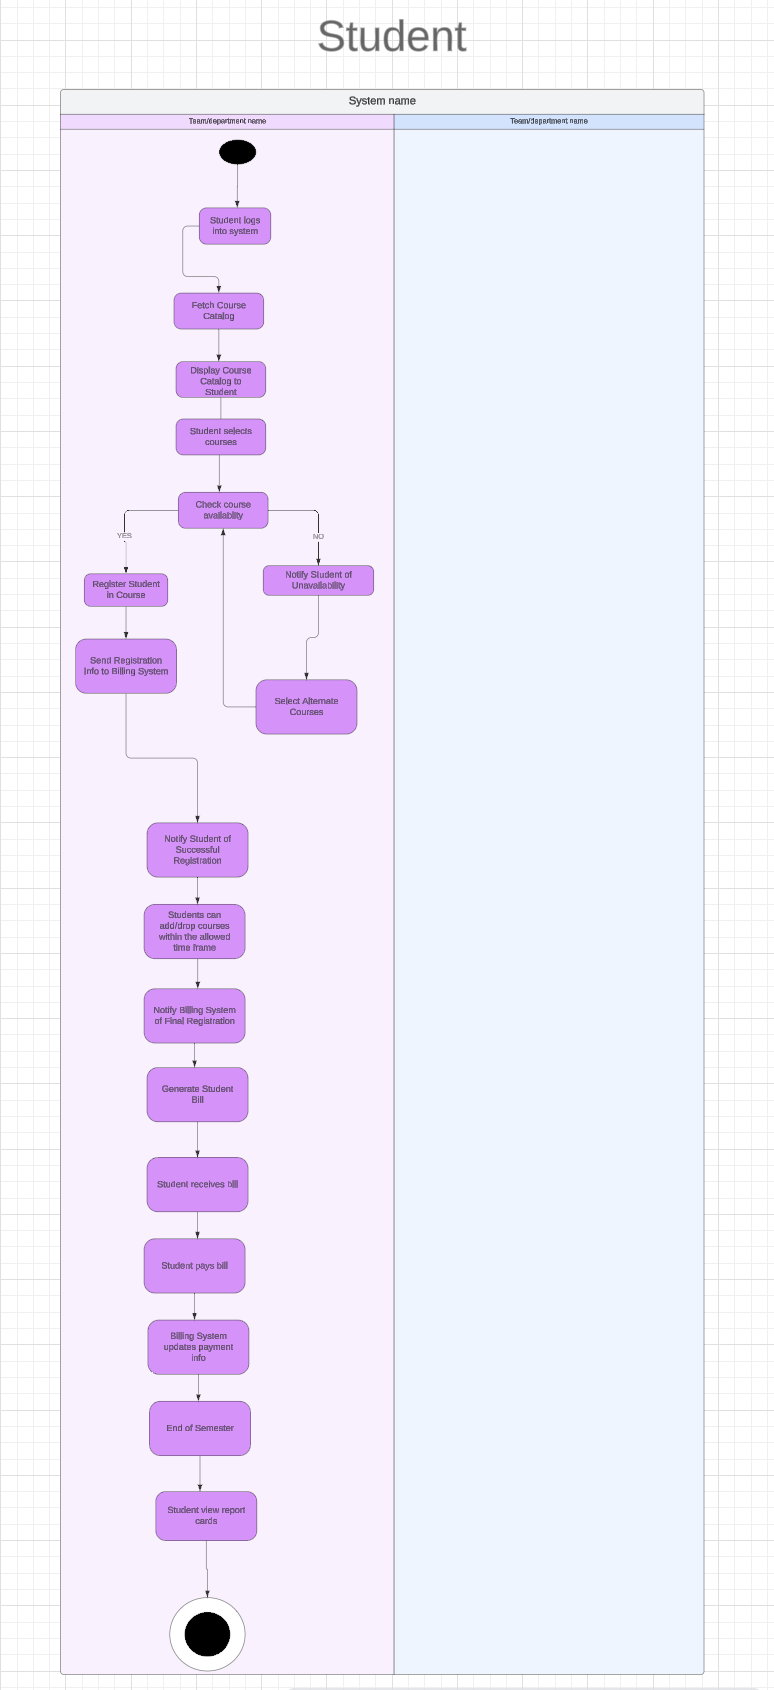 Student
System name
Team/department name
Team/department name
Student logs
into system
Fetch Course
Catalog
Display Course
Catalog to
Student
Student selects
courses
Check course
availability
YES
NO
Register Student
in Course
Notify Student of
Unavailability
Send Registration
Info to Billing System
Select Alternate
Courses
Notify Student of
Successful
Registration
Students can
add/drop courses
within the allowed
time frame
Notify Billing System
of Final Registration
Generate Student
Bill
Student receives bill
Student pays bill
Billing System
updates payment
info
End of Semester
Student view report
cards